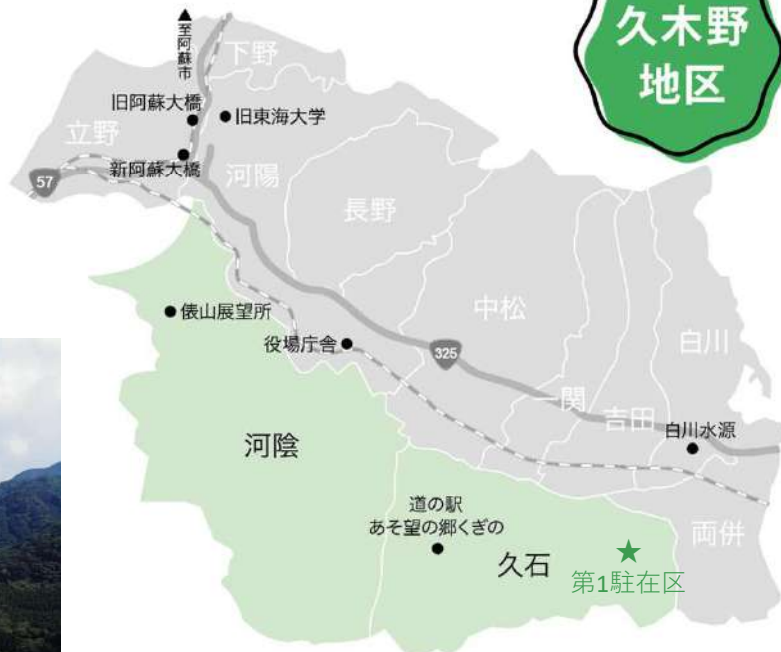 久木野
地区
▲至阿蘇市
下野
旧阿蘇大橋
旧東海大学
立野
新阿蘇大橋
河陽
57
長野
俵山展望所
中松
役場庁舎
325
白川
一関
吉田
白川水源
河陰
道の駅
あそ望の郷くぎの
両併
久石
第1駐在区